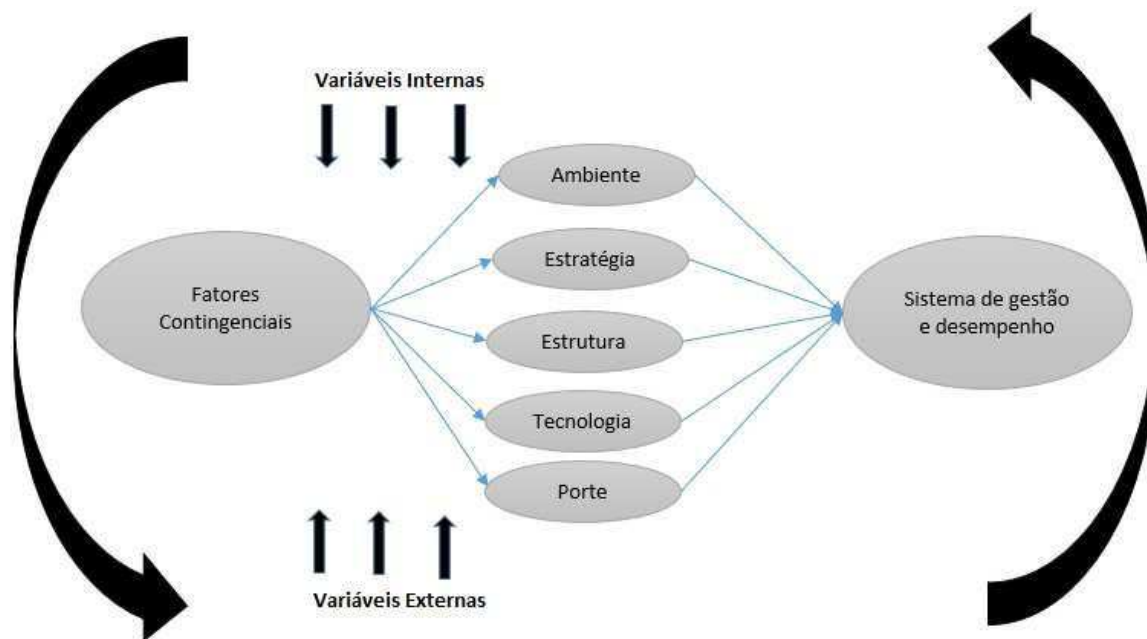 Variáveis Internas
Ambiente
Estratégia
Fatores
Contingenciais
Sistema de gestão
e desempenho
Estrutura
Tecnologia
Porte
Variáveis Externas